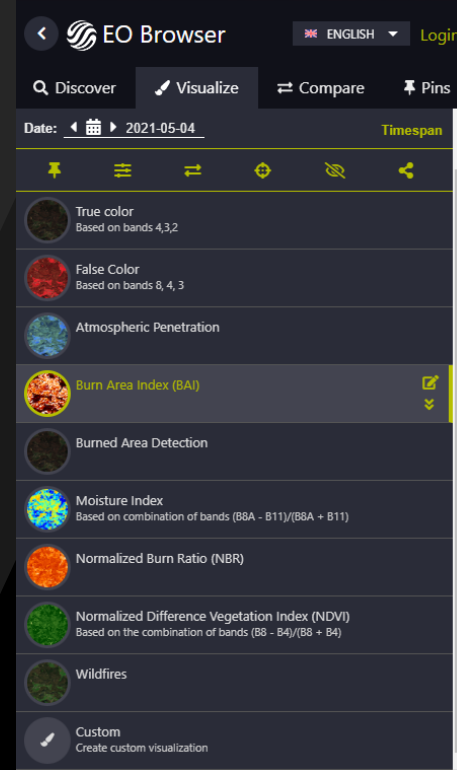 EO Browser ENGLISH Login
Discover Visualize Compare Pins
Date: 2021-05-04 Timespan
True color
Based on bands 4,3,2
False Color
Based on bands 8, 4, 3
Atmospheric Penetration
Burn Area Index (BAI)
Burned Area Detection
Moisture Index
Based on combination of bands (B8A - B11)/(B8A + B11)
Normalized Burn Ratio (NBR)
Normalized Difference Vegetation Index (NDVI)
Based on the combination of bands (B8 - B4)/(B8 + B4)
Wildfires
Custom
Create custom visualization